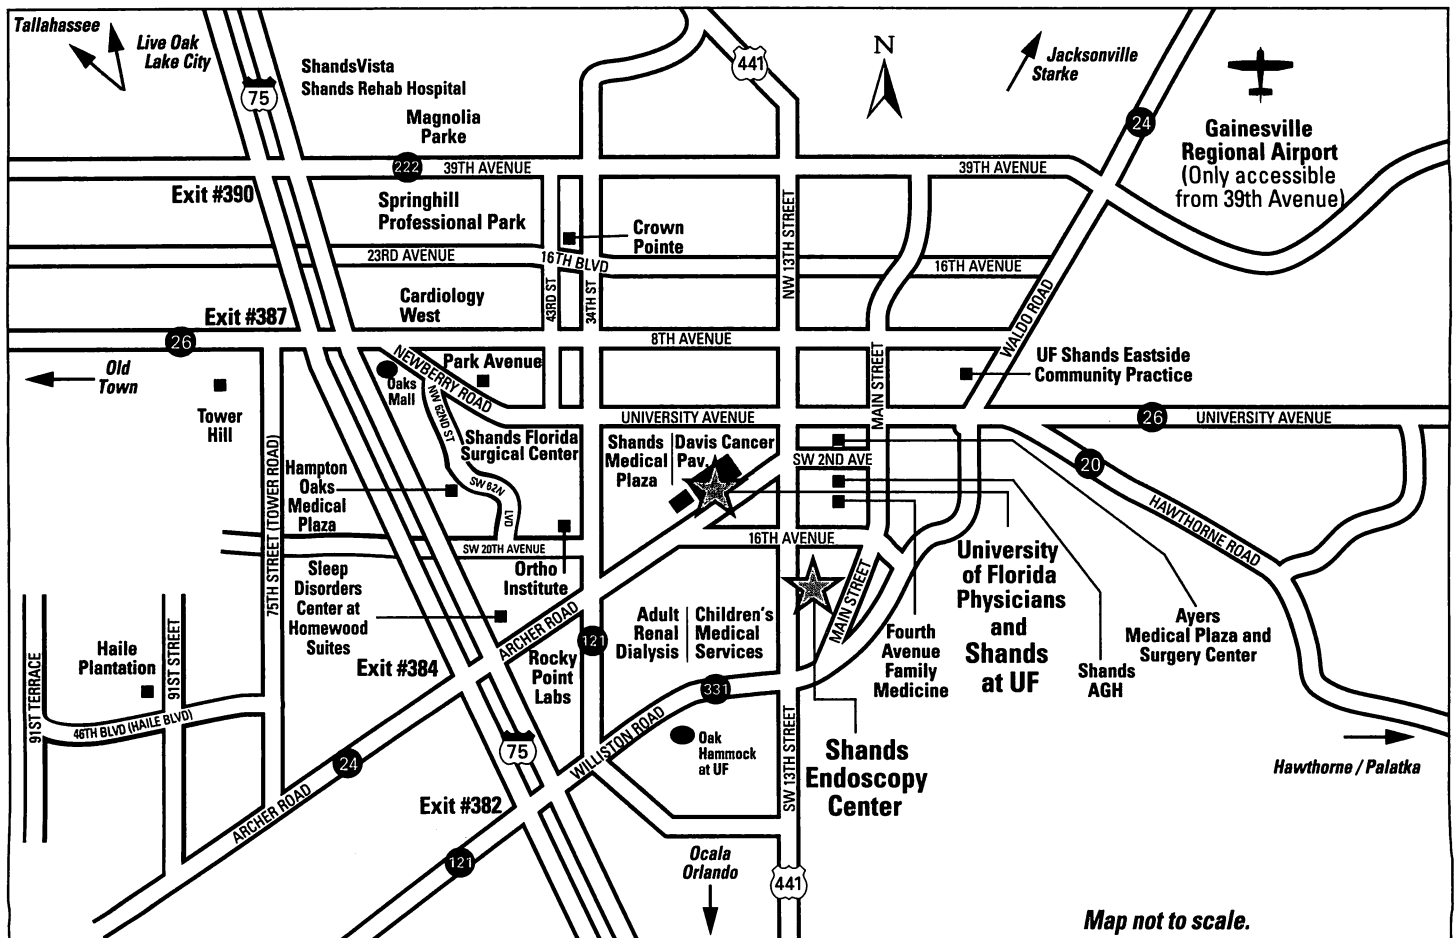 Tallahassee
Live Oak
Lake City
75
ShandsVista
Shands Rehab Hospital
Magnolia
Parke
441
N
Jacksonville
Starke
24
Gainesville
Regional Airport
(Only accessible
from 39th Avenue)
222
39TH AVENUE
39TH AVENUE
Exit #390
Springhill
Professional Park
Crown
Pointe
NW 13TH STREET
23RD AVENUE
16TH BLVD
16TH AVENUE
43RD ST
34TH ST
Cardiology
West
Exit #387
WALDO ROAD
26
8TH AVENUE
Old
Town
NEWBERRY ROAD
Park Avenue
Oaks
Mall
NW 62ND ST
MAIN STREET
UF Shands Eastside
Community Practice
Tower
Hill
UNIVERSITY AVENUE
26
UNIVERSITY AVENUE
Shands Florida
Surgical Center
Shands
Medical
Plaza
Davis Cancer
Pav.
SW 2ND AVE
20
HAWTHORNE ROAD
75TH STREET (TOWER ROAD)
Hampton
Oaks
Medical
Plaza
SW 62N
LVD
SW 20TH AVENUE
16TH AVENUE
Ortho
Institute
Sleep
Disorders
Center at
Homewood
Suites
University
of Florida
Physicians
and
Shands
at UF
MAIN STREET
ARCHER ROAD
121
Adult
Renal
Dialysis
Children's
Medical
Services
Fourth
Avenue
Family
Medicine
Shands
AGH
Ayers
Medical Plaza and
Surgery Center
Haile
Plantation
91ST STREET
91ST TERRACE
46TH BLVD (HAILE BLVD)
Exit #384
Rocky
Point
Labs
331
WILLISTON ROAD
Oak
Hammock
at UF
SW 13TH STREET
Shands
Endoscopy
Center
75
24
ARCHER ROAD
Exit #382
121
Hawthorne / Palatka
Ocala
Orlando
441
Map not to scale.